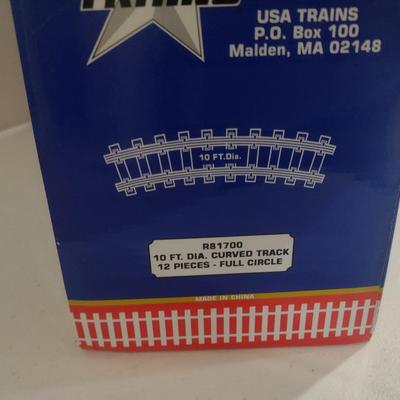 TRAINS
USA TRAINS
P.O. Box 100
Malden, MA 02148
10 FT.Dia.
R81700
10 FT. DIA. CURVED TRACK
12 PIECES - FULL CIRCLE
MADE IN CHINA